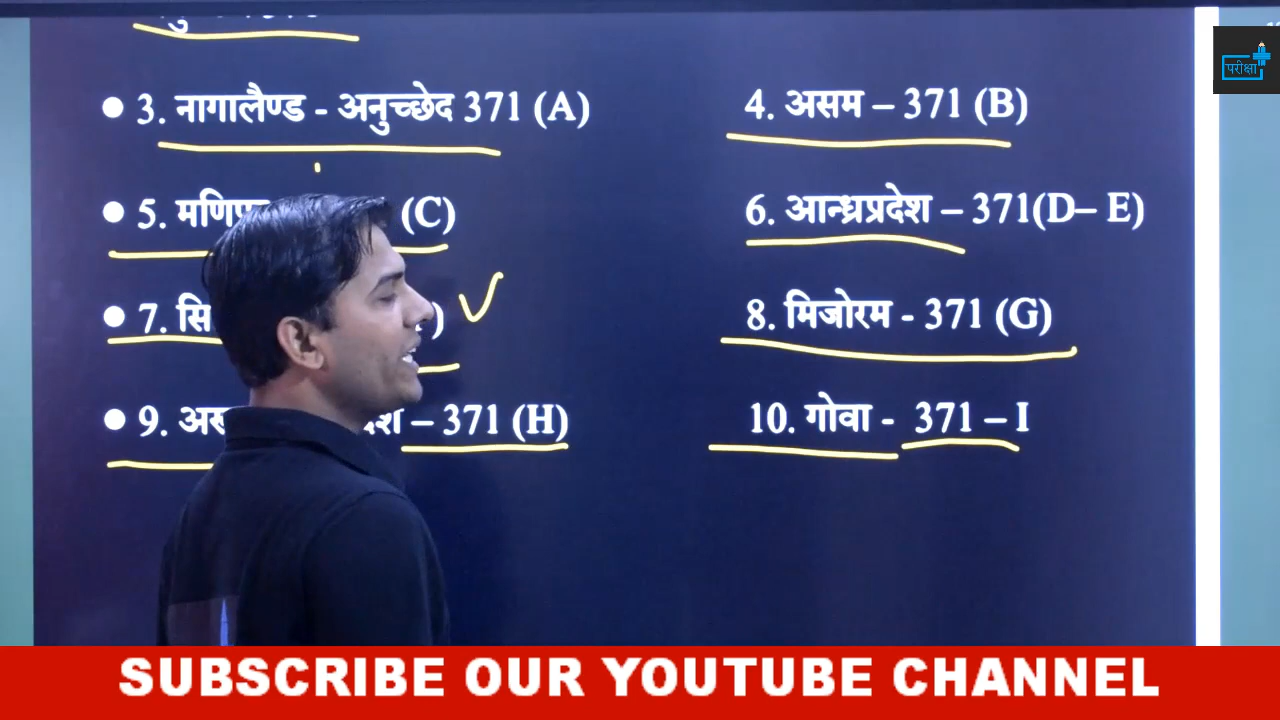 परीक्षा
3. नागालैण्ड - अनुच्छेद 371 (A)
4. असम – 371 (B)
5. (C)
6. आन्ध्रप्रदेश – 371(D– E)
7.
8. मिजोरम - 371 (G)
9. – 371 (H)
10. गोवा - 371 – I
SUBSCRIBE OUR YOUTUBE CHANNEL